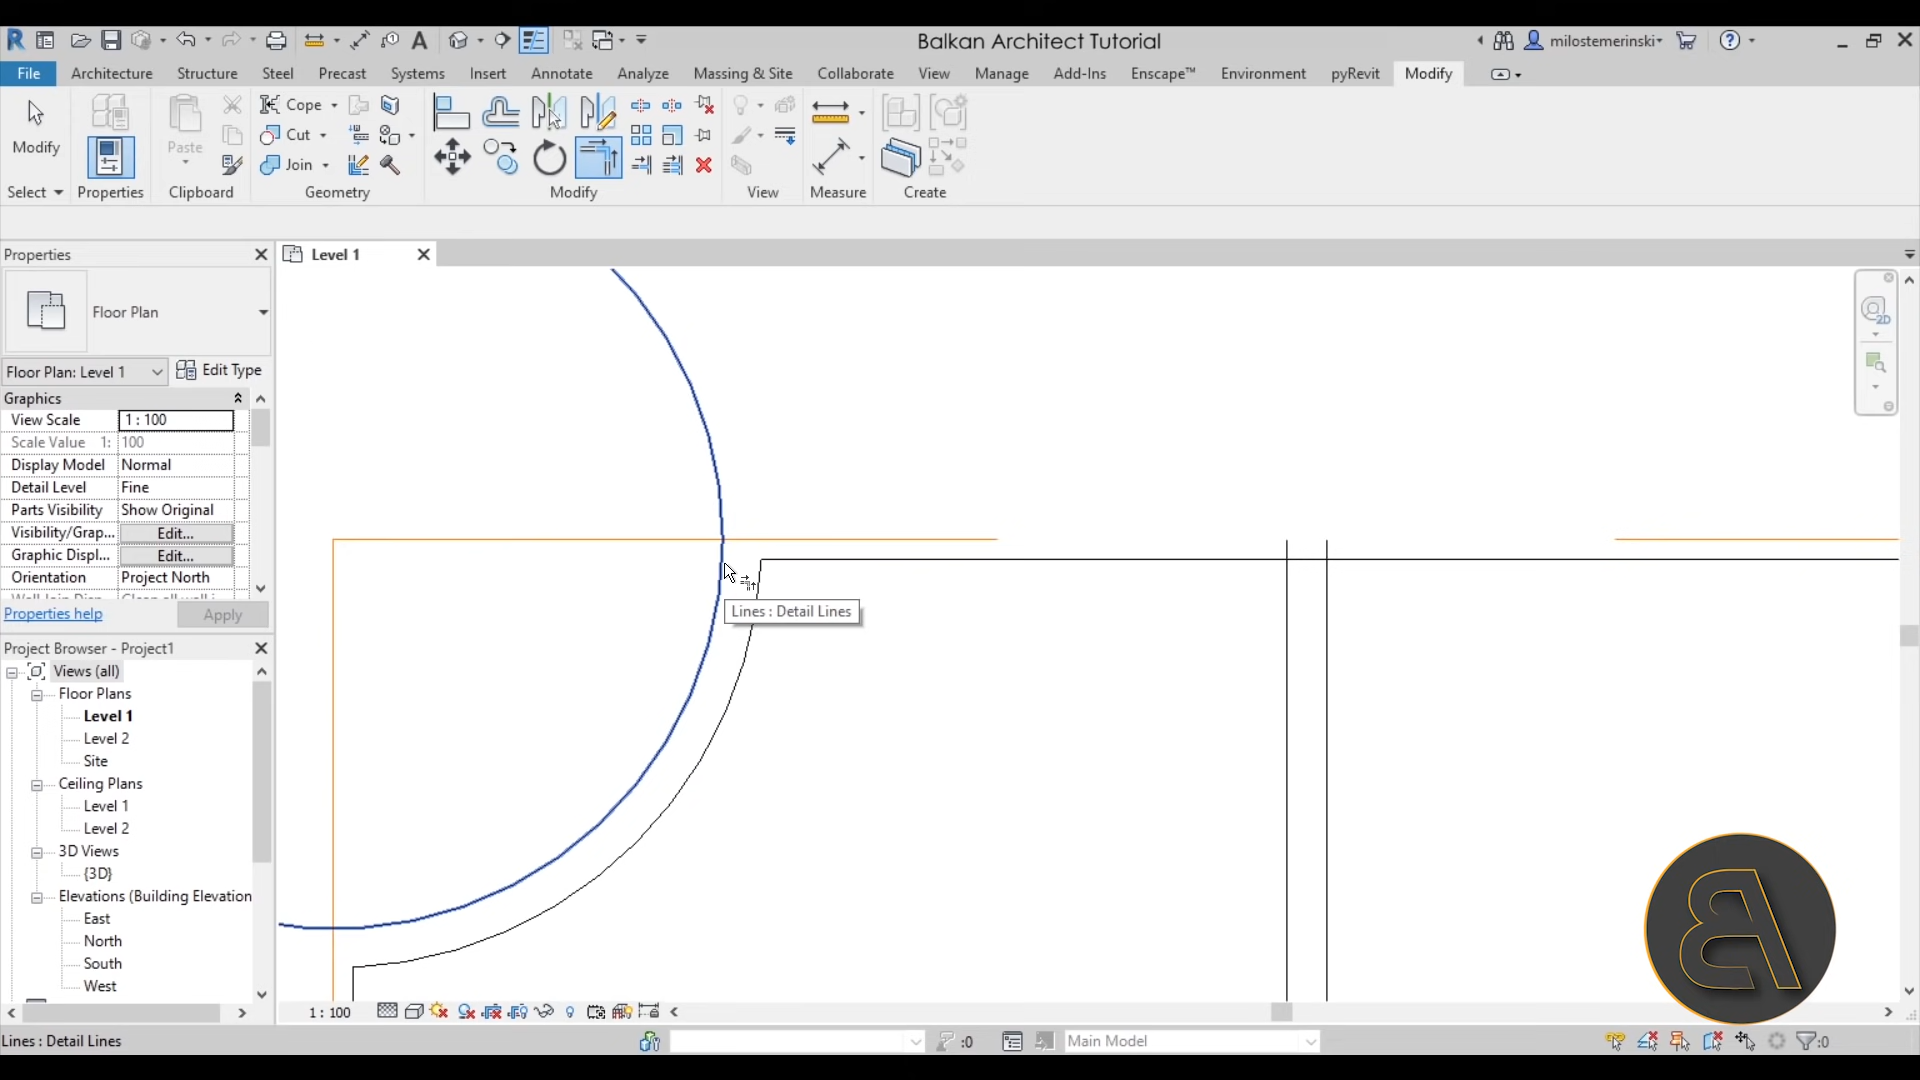 Balkan Architect Tutorial
milostemerinski
File Architecture Structure Steel Precast Systems Insert Annotate Analyze Massing & Site Collaborate View Manage Add-Ins Enscape™ Environment pyRevit Modify
Modify
Paste
Cope
Cut
Join
Select Properties Clipboard Geometry Modify View Measure Create
Properties
Level 1
Floor Plan
Floor Plan: Level 1
Edit Type
Graphics
View Scale 1 : 100
Scale Value 1: 100
Display Model Normal
Detail Level Fine
Parts Visibility Show Original
Visibility/Grap... Edit...
Graphic Displ... Edit...
Orientation Project North
Properties help
Apply
Project Browser - Project1
Views (all)
Floor Plans
Level 1
Level 2
Site
Ceiling Plans
Level 1
Level 2
3D Views
{3D}
Elevations (Building Elevation
East
North
South
West
Lines : Detail Lines
2D
1 : 100
Lines : Detail Lines
:0
Main Model
:0